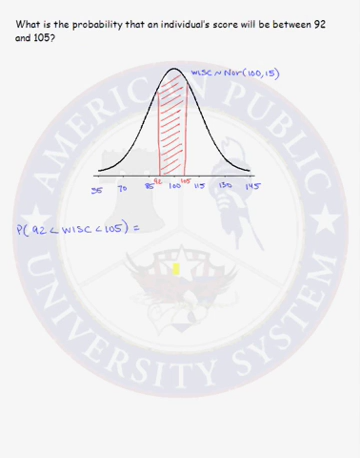 What is the probability that an individual's score will be between 92
and 105?
WISC ~ Nor(100,15)
92 105
55 70 85 100 115 130 145
P(92 < WISC < 105) =
AMERICAN PUBLIC
UNIVERSITY SYSTEM